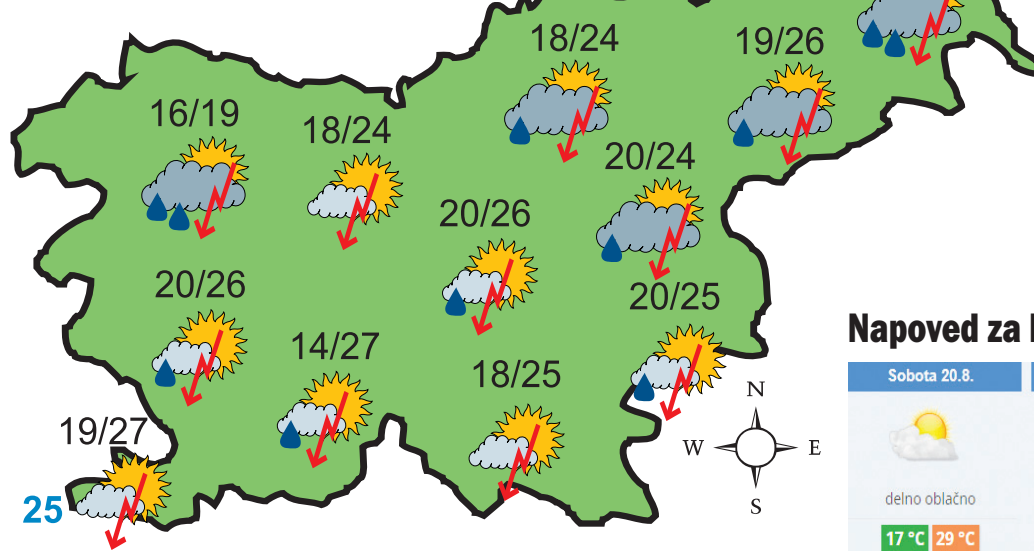 18/24
19/26
16/19
18/24
20/24
20/26
20/26
20/25
14/27
18/25
19/27
25
N
W E
S
Napoved za
Sobota 20.8.
delno oblačno
17 °C 29 °C